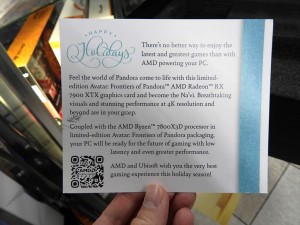 HAPPY
Holidays
There's no better way to enjoy the
latest and greatest games than with
AMD powering your PC.
Feel the world of Pandora come to life with this limited-
edition Avatar: Frontiers of Pandora™ AMD Radeon™ RX
7900 XTX graphics card and become the Na'vi. Breathtaking
visuals and stunning performance at 4K resolution and
beyond are in your grasp.
Coupled with the AMD Ryzen™ 7800X3D processor in
limited-edition Avatar: Frontiers of Pandora packaging,
your PC will be ready for the future of gaming with low
latency and even greater performance.
AMD and Ubisoft wish you the very best
gaming experience this holiday season!
AMD